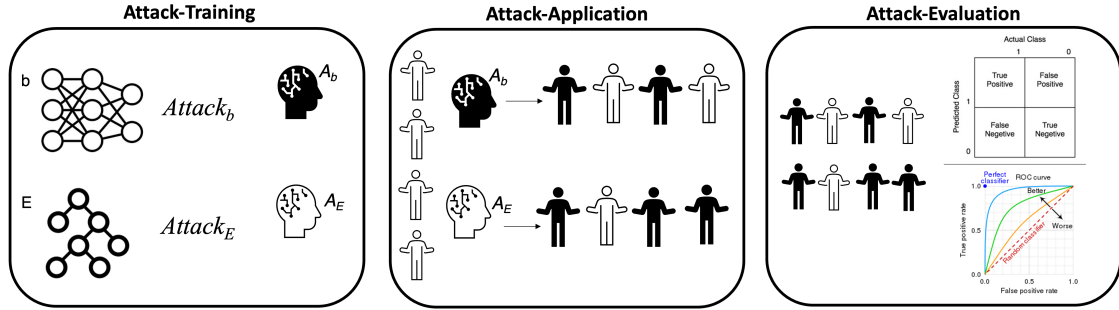 Attack-Training
b
Attack_b
A_b
E
Attack_E
A_E
Attack-Application
A_b
A_E
Attack-Evaluation
Actual Class
1 0
Predicted Class
1
0
True Positive
False Positive
False Negetive
True Negetive
Perfect classifier
ROC curve
Better
Worse
Random classifier
True positive rate
1.0
0.5
0.0
0.0 0.5 1.0
False positive rate